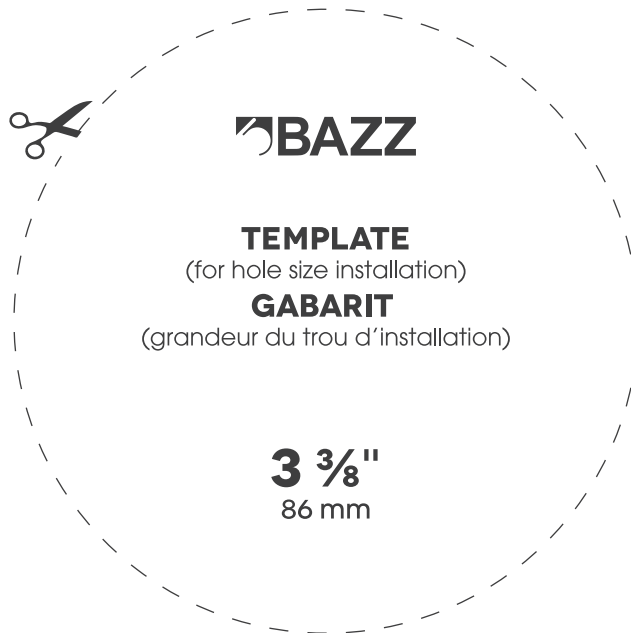 BAZZ
TEMPLATE
(for hole size installation)
GABARIT
(grandeur du trou d’installation)
3 ⅜"
86 mm